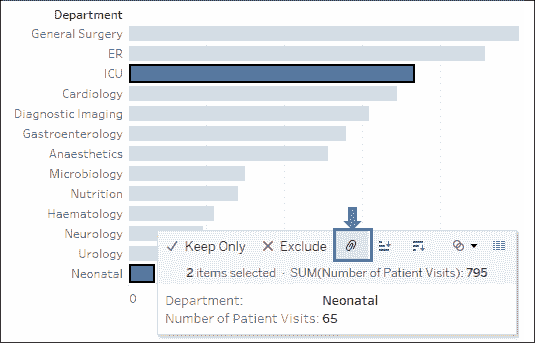 Department
General Surgery
ER
ICU
Cardiology
Diagnostic Imaging
Gastroenterology
Anaesthetics
Microbiology
Nutrition
Haematology
Neurology
Urology
Neonatal
0
Keep Only Exclude
2 items selected · SUM(Number of Patient Visits): 795
Department: Neonatal
Number of Patient Visits: 65